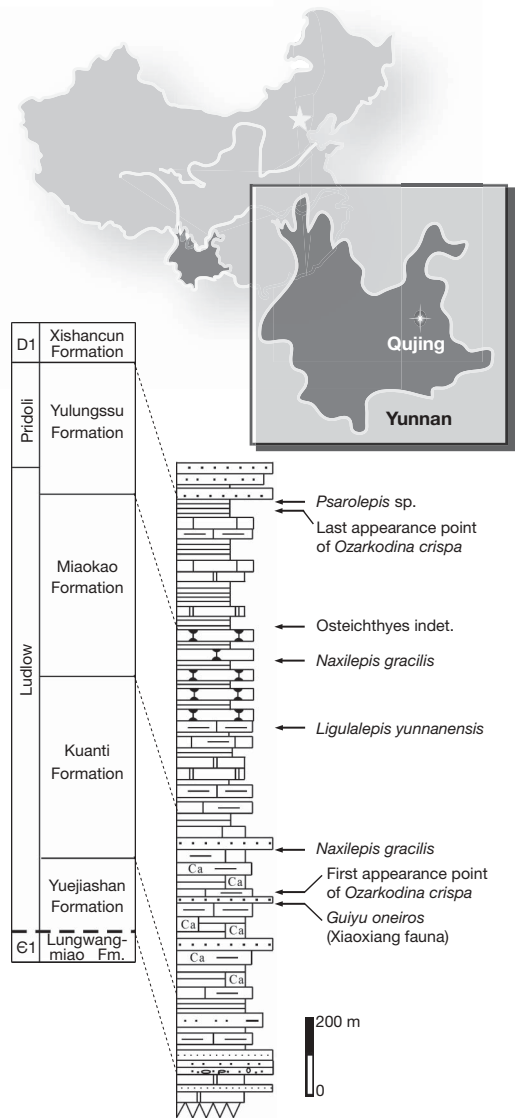 Qujing
Yunnan
D1
Xishancun
Formation
Pridoli
Yulungssu
Formation
Miaokao
Formation
Ludlow
Kuanti
Formation
Yuejiashan
Formation
Є1
Lungwang-
miao Fm.
Psarolepis sp.
Last appearance point
of Ozarkodina crispa
Osteichthyes indet.
Naxilepis gracilis
Ligulalepis yunnanensis
Naxilepis gracilis
First appearance point
of Ozarkodina crispa
Guiyu oneiros
(Xiaoxiang fauna)
Ca
Ca
Ca
Ca
Ca
Ca
200 m
0